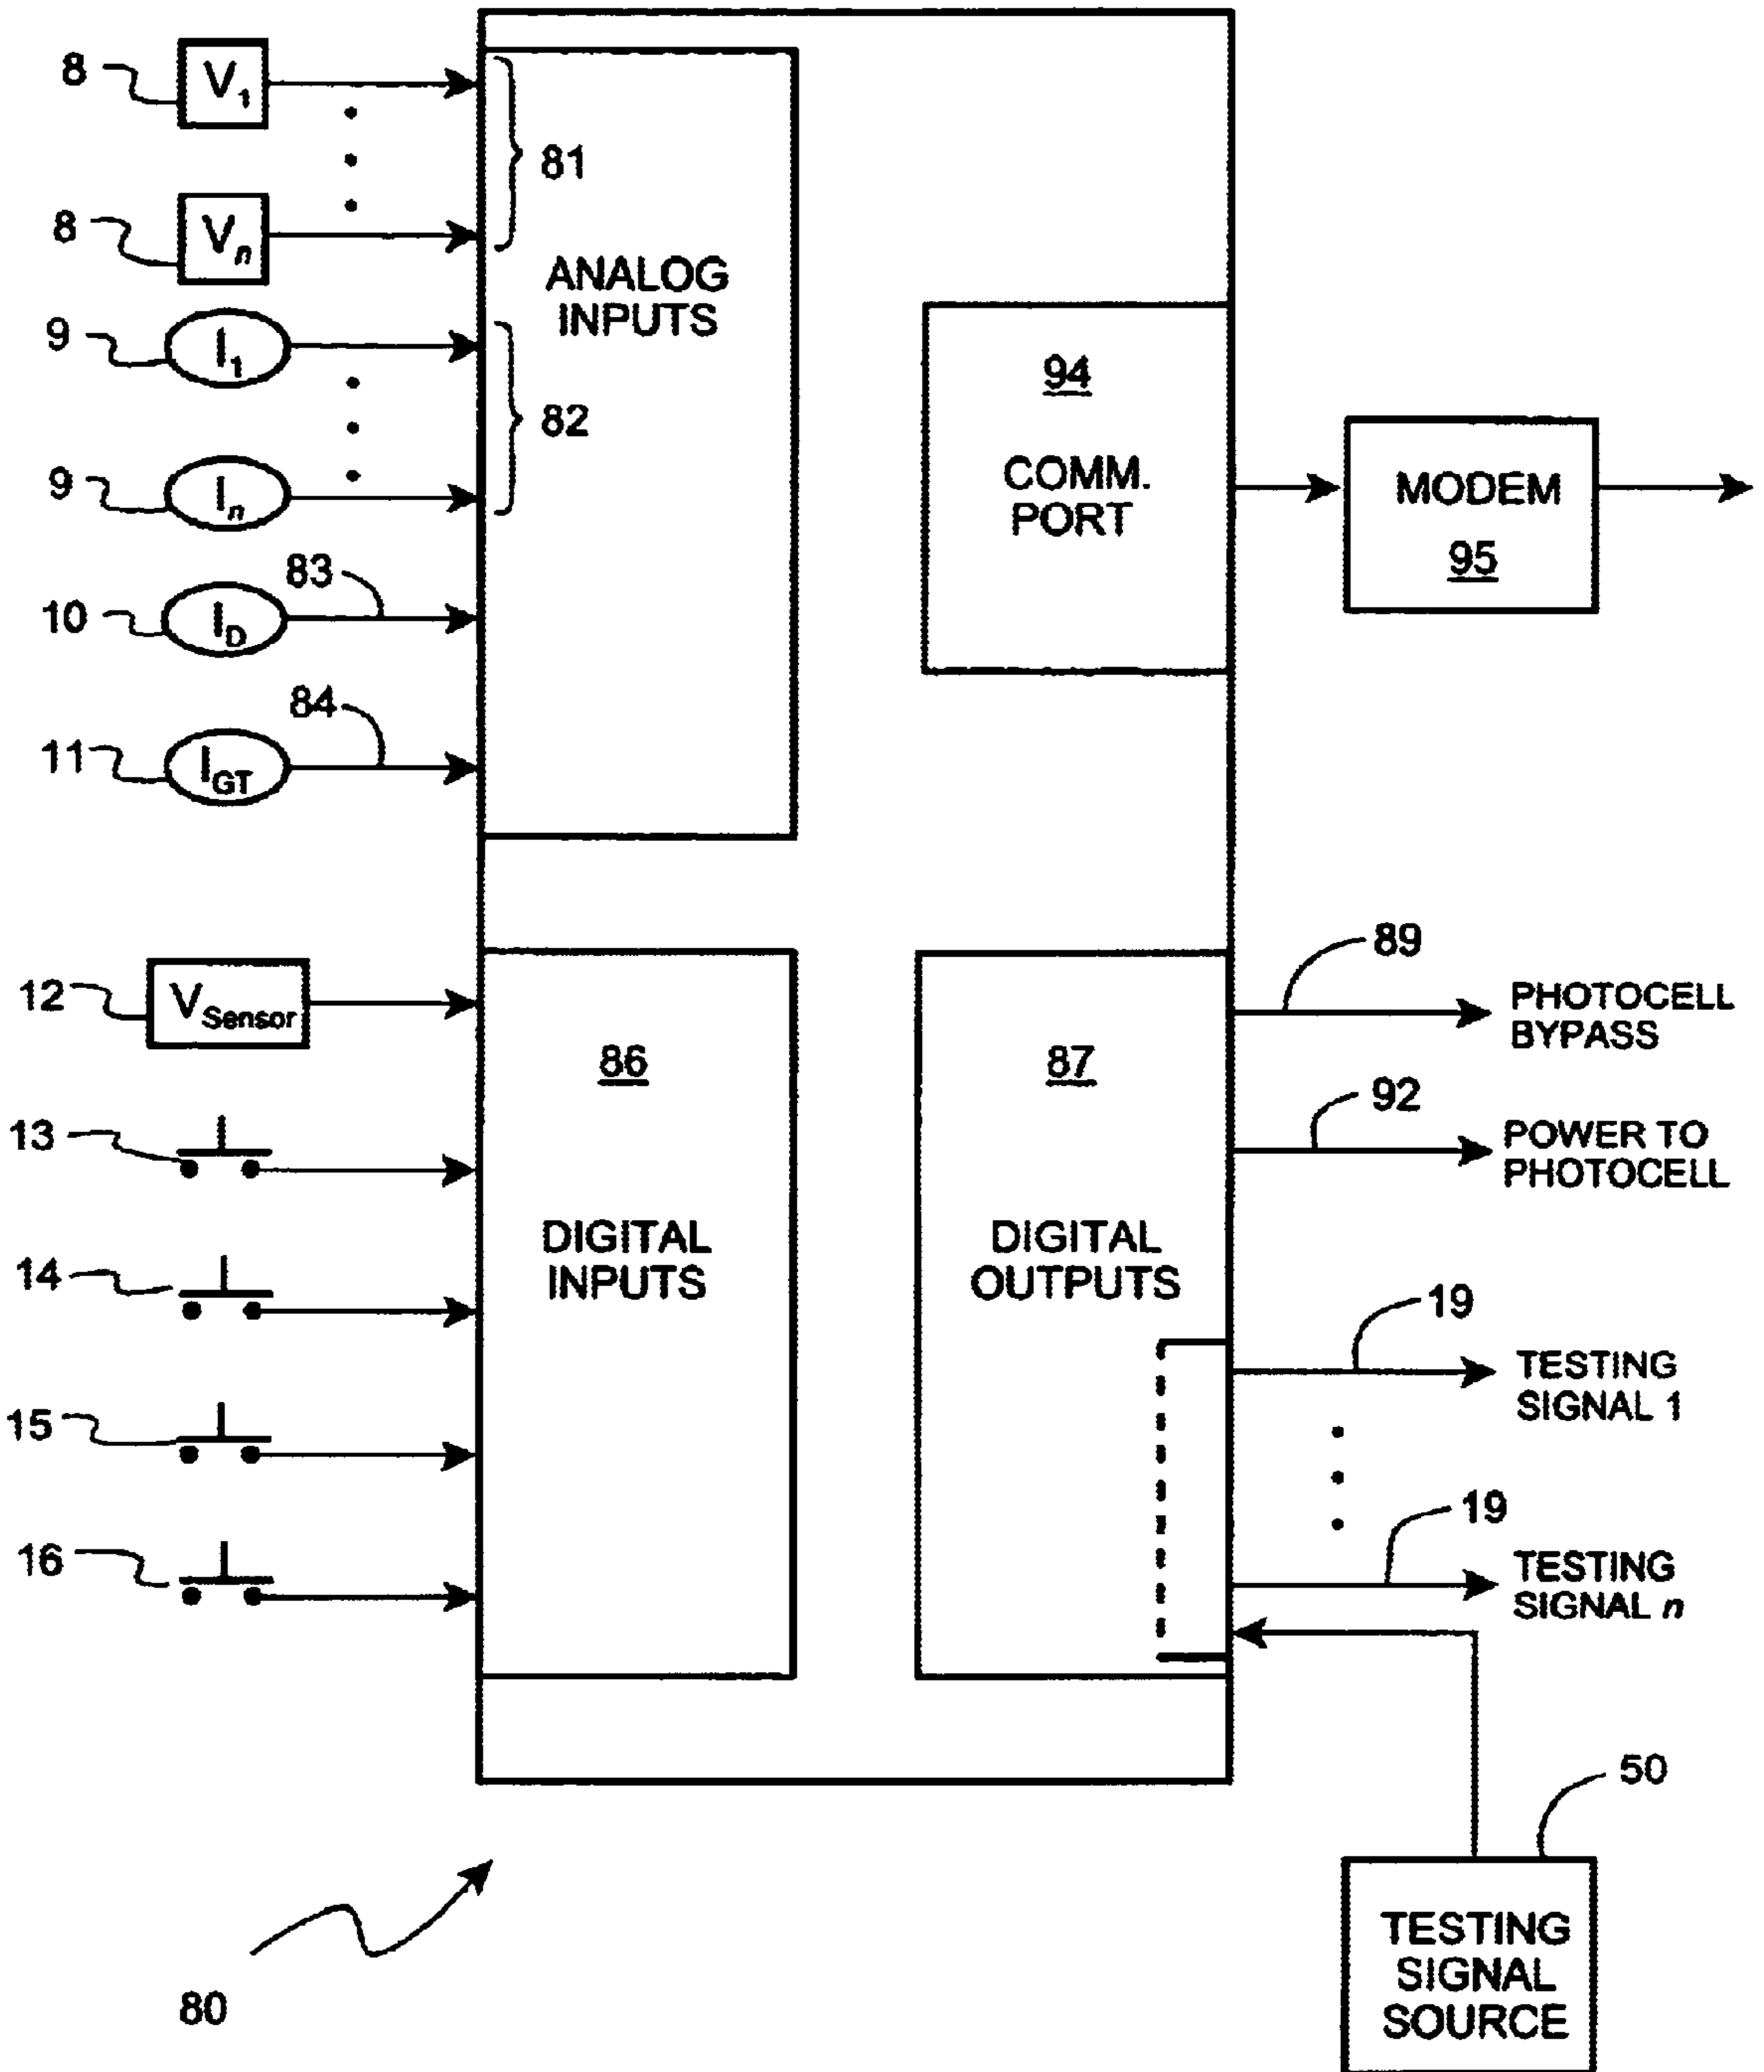 8
V1
81
8
Vn
ANALOG
INPUTS
9
I1
82
9
In
83
10
ID
84
11
IGT
94
COMM.
PORT
MODEM
95
12
VSensor
86
13
14
DIGITAL
INPUTS
15
16
87
DIGITAL
OUTPUTS
89
PHOTOCELL
BYPASS
92
POWER TO
PHOTOCELL
19
TESTING
SIGNAL 1
19
TESTING
SIGNAL n
50
TESTING
SIGNAL
SOURCE
80